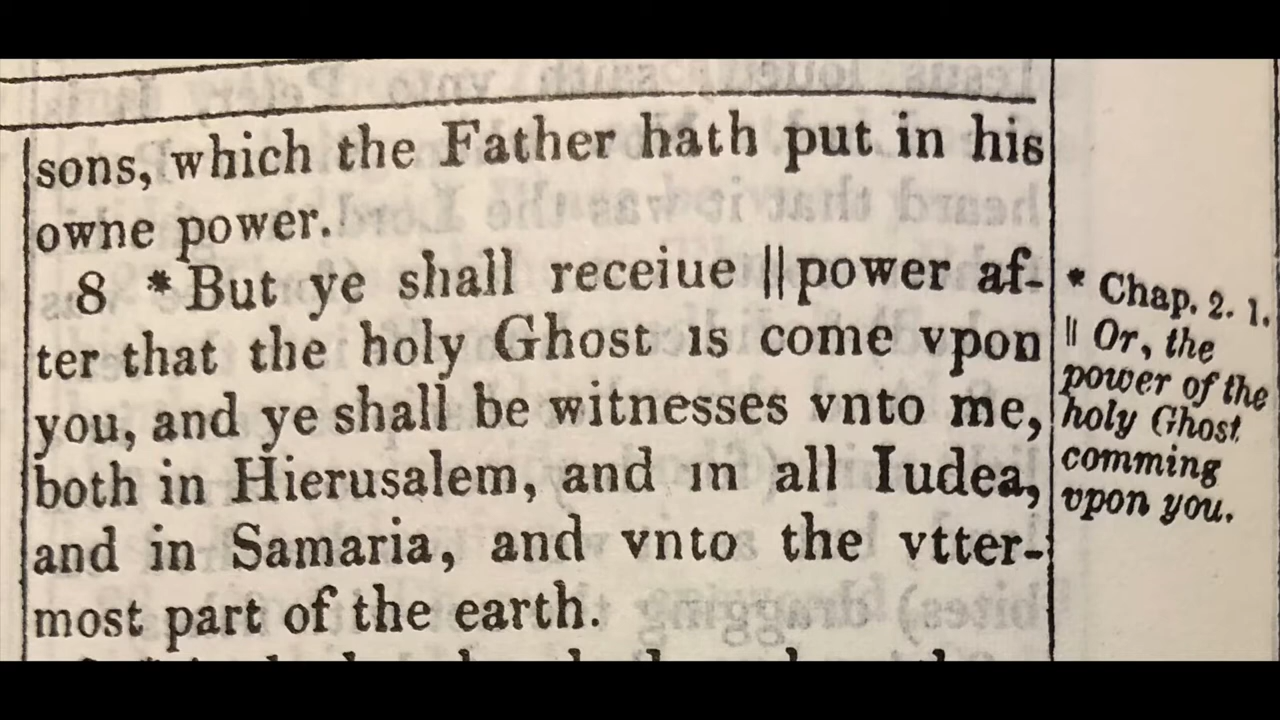 sons, which the Father hath put in his
owne power.
8 *But ye shall receiue ||power af-
ter that the holy Ghost is come vpon
you, and ye shall be witnesses vnto me,
both in Hierusalem, and in all Iudea,
and in Samaria, and vnto the vtter-
most part of the earth.
* Chap. 2. 1.
|| Or, the
power of the
holy Ghost
comming
vpon you.